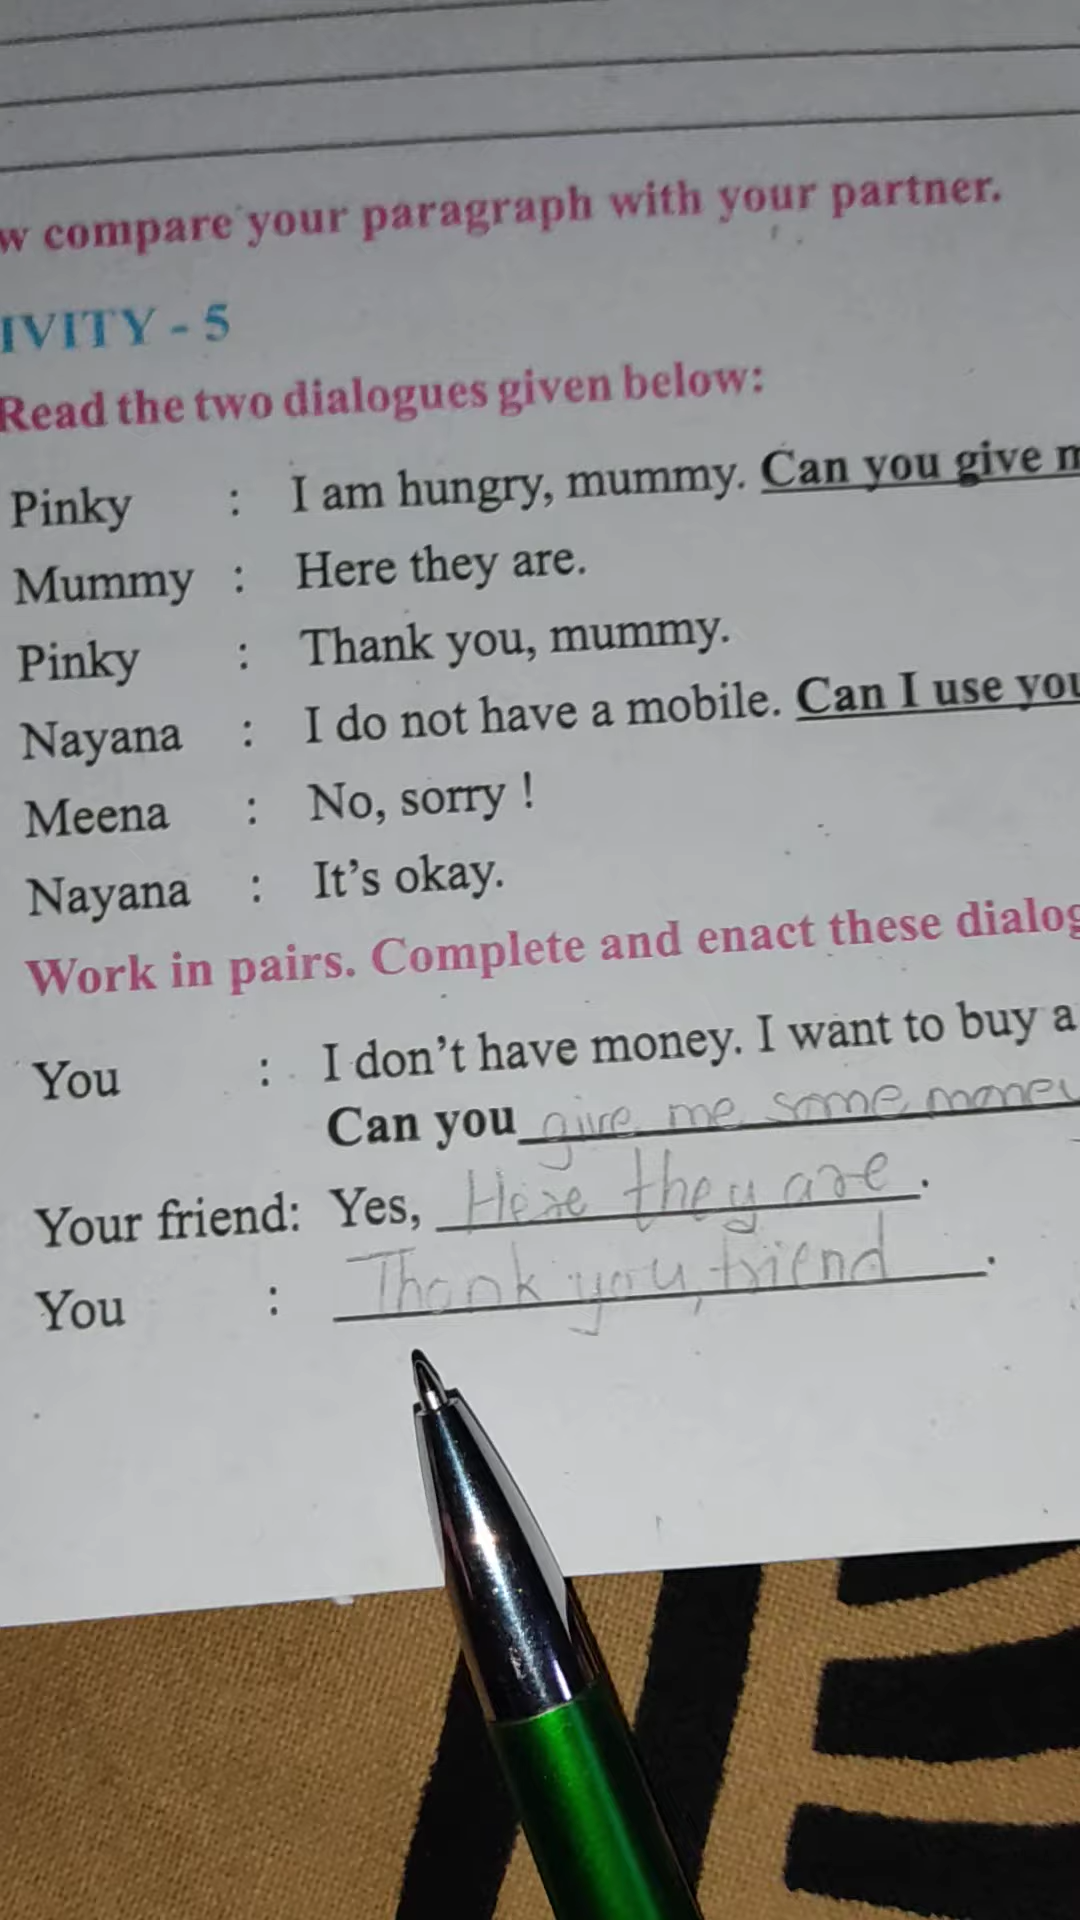 w compare your paragraph with your partner.
IVITY - 5
Read the two dialogues given below:
Pinky : I am hungry, mummy. Can you give m
Mummy : Here they are.
Pinky : Thank you, mummy.
Nayana : I do not have a mobile. Can I use you
Meena : No, sorry !
Nayana : It's okay.
Work in pairs. Complete and enact these dialog
You : I don't have money. I want to buy a
Can you give me some money
Your friend: Yes, Here they are.
You : Thank you, friend.